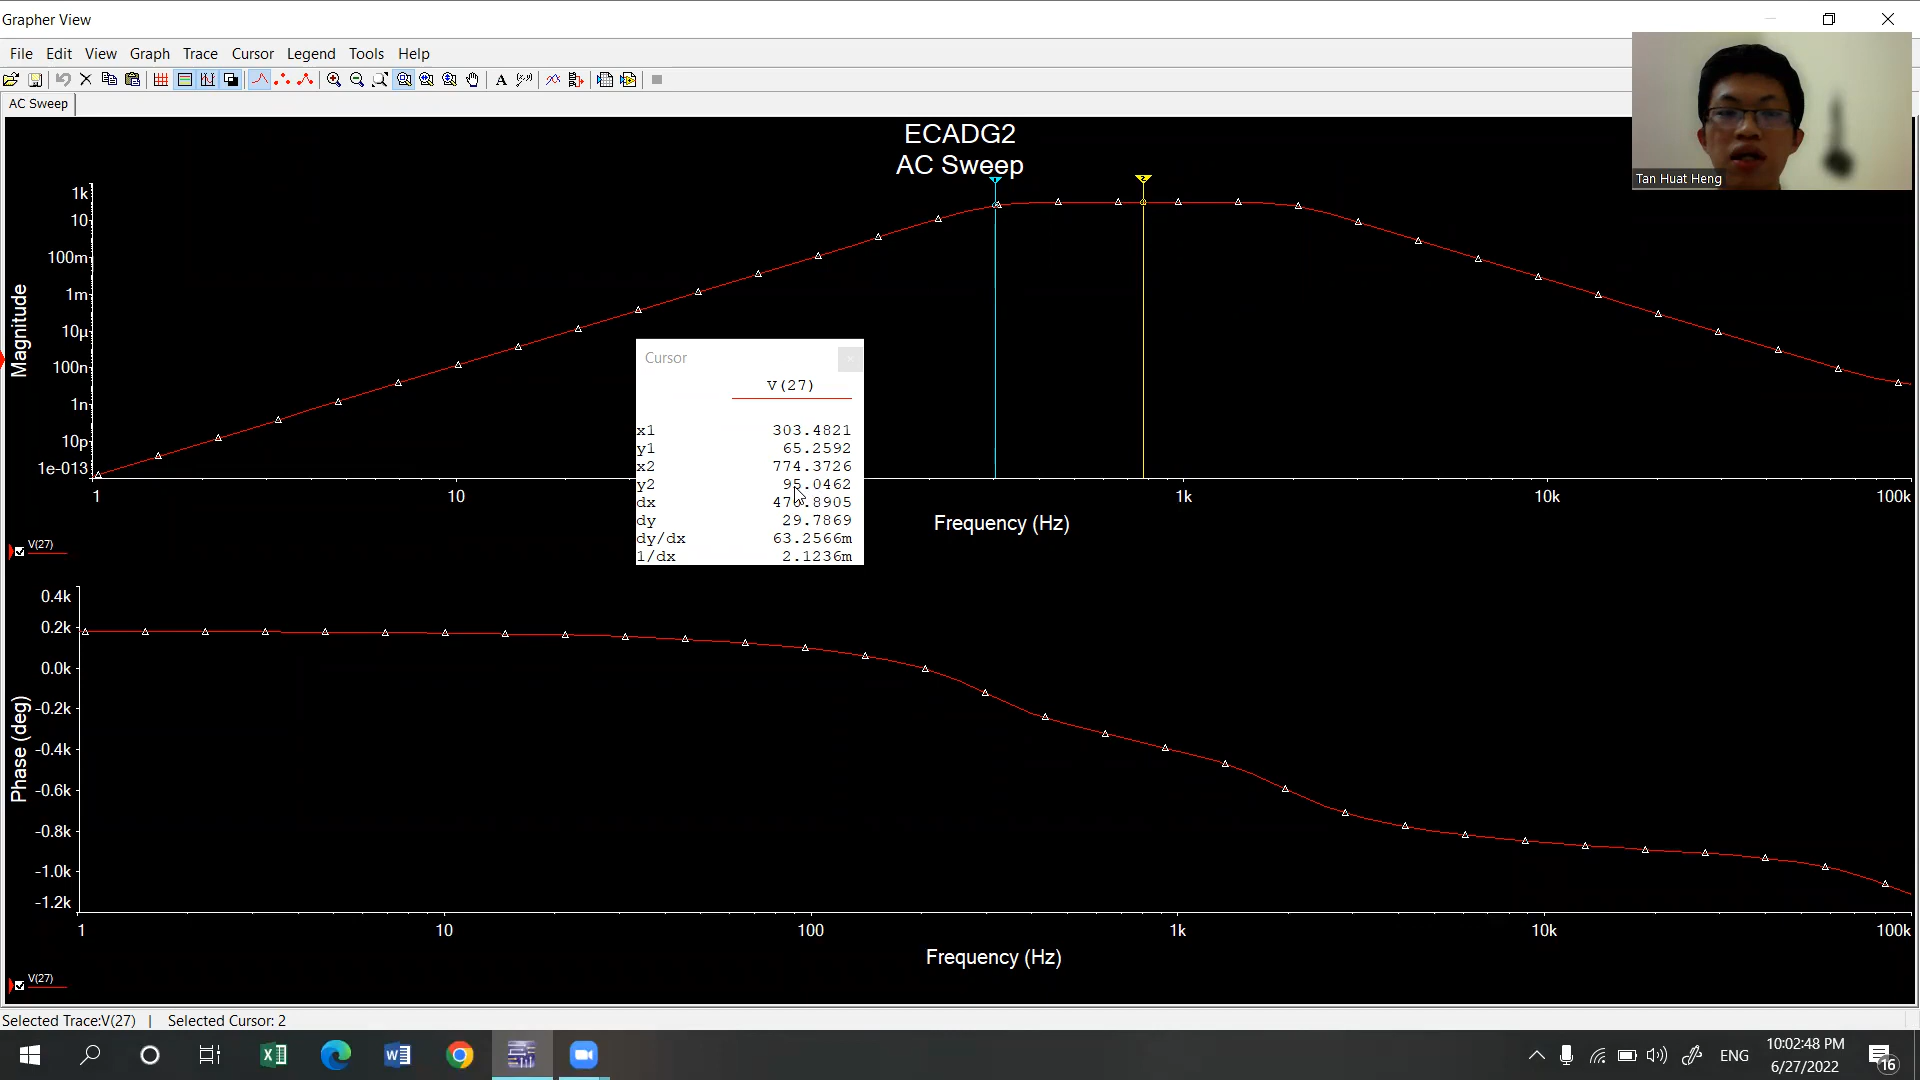 Grapher View
File Edit View Graph Trace Cursor Legend Tools Help
AC Sweep
Tan Huat Heng
ECADG2
AC Sweep
1k
10
100m
1m
10µ
100n
1n
10p
1e-013
Magnitude
1 10 1k 10k 100k
Frequency (Hz)
Cursor
V(27)
x1 303.4821
y1 65.2592
x2 774.3726
y2 95.0462
dx 470.8905
dy 29.7869
dy/dx 63.2566m
1/dx 2.1236m
V(27)
0.4k
0.2k
0.0k
-0.2k
-0.4k
-0.6k
-0.8k
-1.0k
-1.2k
Phase (deg)
1 10 100 1k 10k 100k
Frequency (Hz)
V(27)
Selected Trace:V(27) | Selected Cursor: 2
ENG
10:02:48 PM
6/27/2022
16